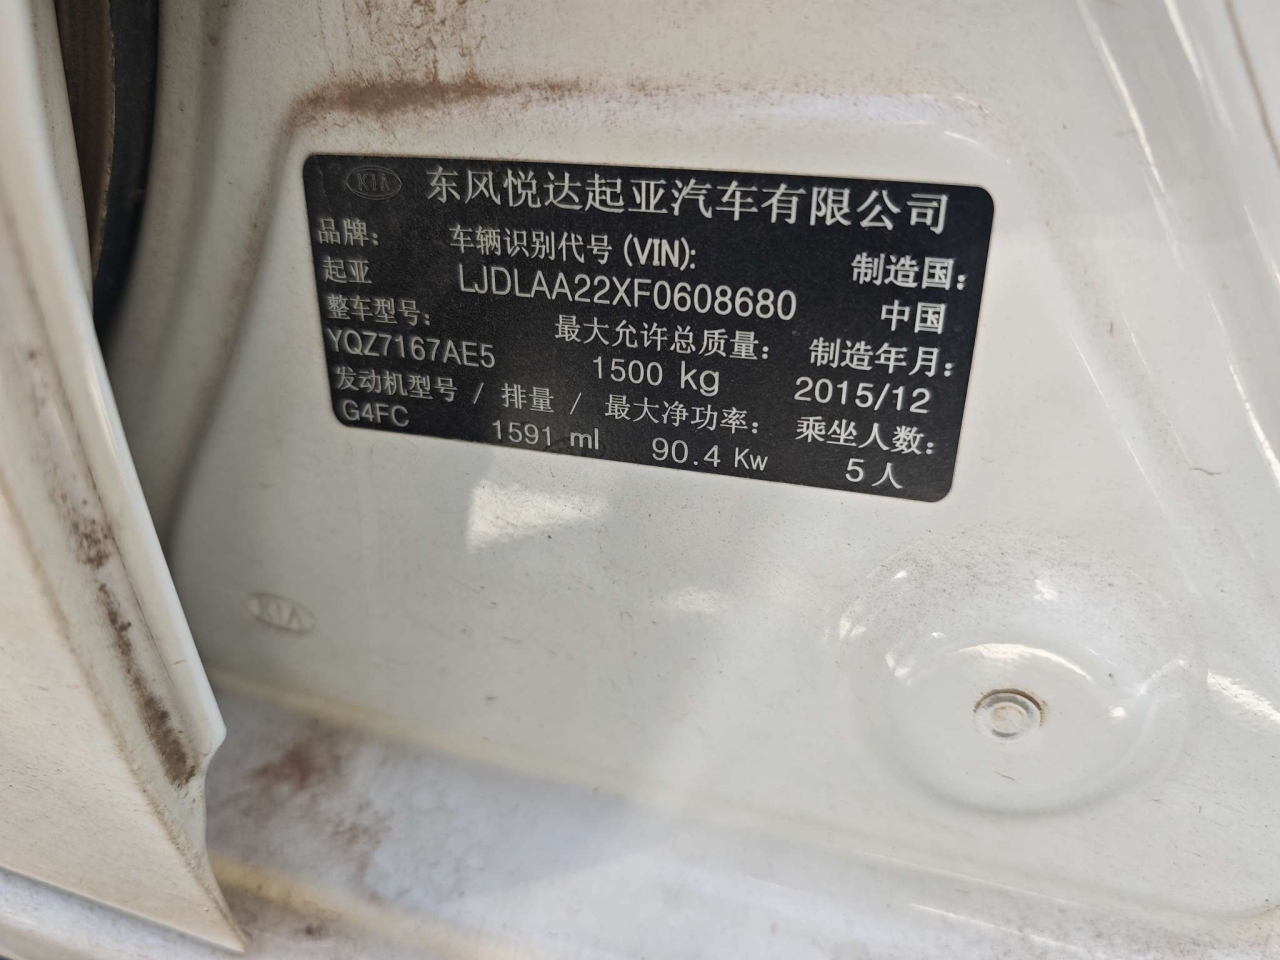 KIA 东风悦达起亚汽车有限公司
品牌: 车辆识别代号 (VIN): 制造国:
起亚 LJDLAA22XF0608680 中国
整车型号: 最大允许总质量: 制造年月:
YQZ7167AE5 1500 kg 2015/12
发动机型号 / 排量 / 最大净功率: 乘坐人数:
G4FC 1591 ml 90.4 Kw 5人
KIA